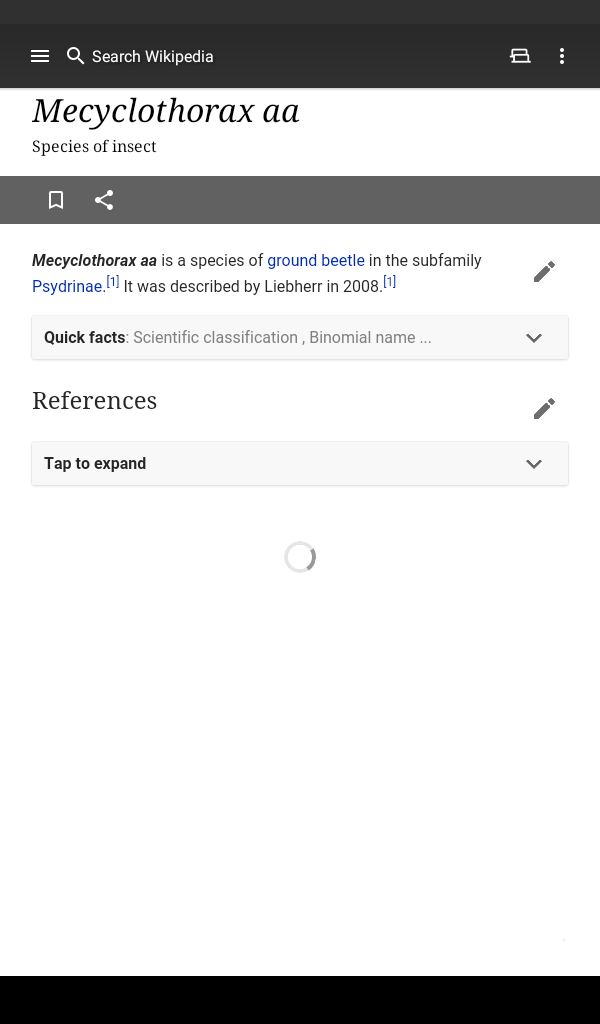 Search Wikipedia
Mecyclothorax aa
Species of insect
Mecyclothorax aa is a species of ground beetle in the subfamily
Psydrinae.[1] It was described by Liebherr in 2008.[1]
Quick facts: Scientific classification , Binomial name ...
References
Tap to expand